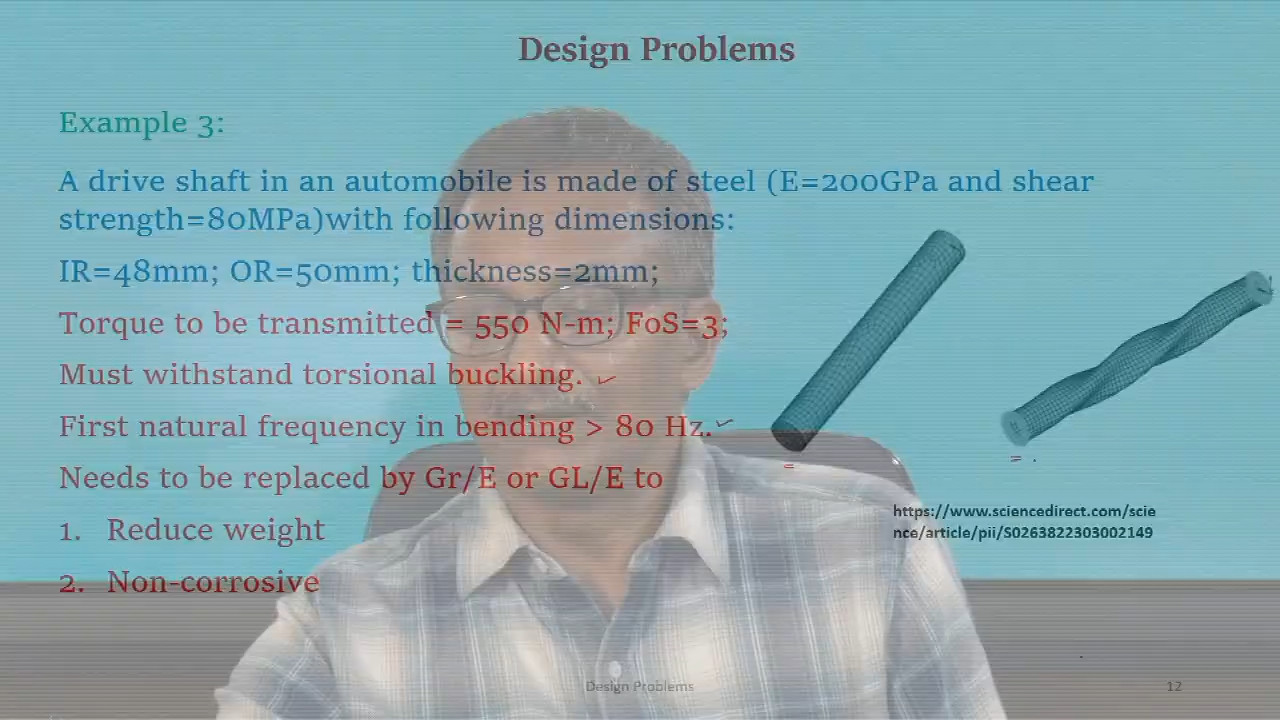 Design Problems
Example 3:
A drive shaft in an automobile is made of steel (E=200GPa and shear
strength=80MPa)with following dimensions:
IR=48mm; OR=50mm; thickness=2mm;
Torque to be transmitted = 550 N-m; FoS=3;
Must withstand torsional buckling.
First natural frequency in bending > 80 Hz.
Needs to be replaced by Gr/E or GL/E to
1. Reduce weight
2. Non-corrosive
https://www.sciencedirect.com/scie
nce/article/pii/S0263822303002149
Design Problems
12